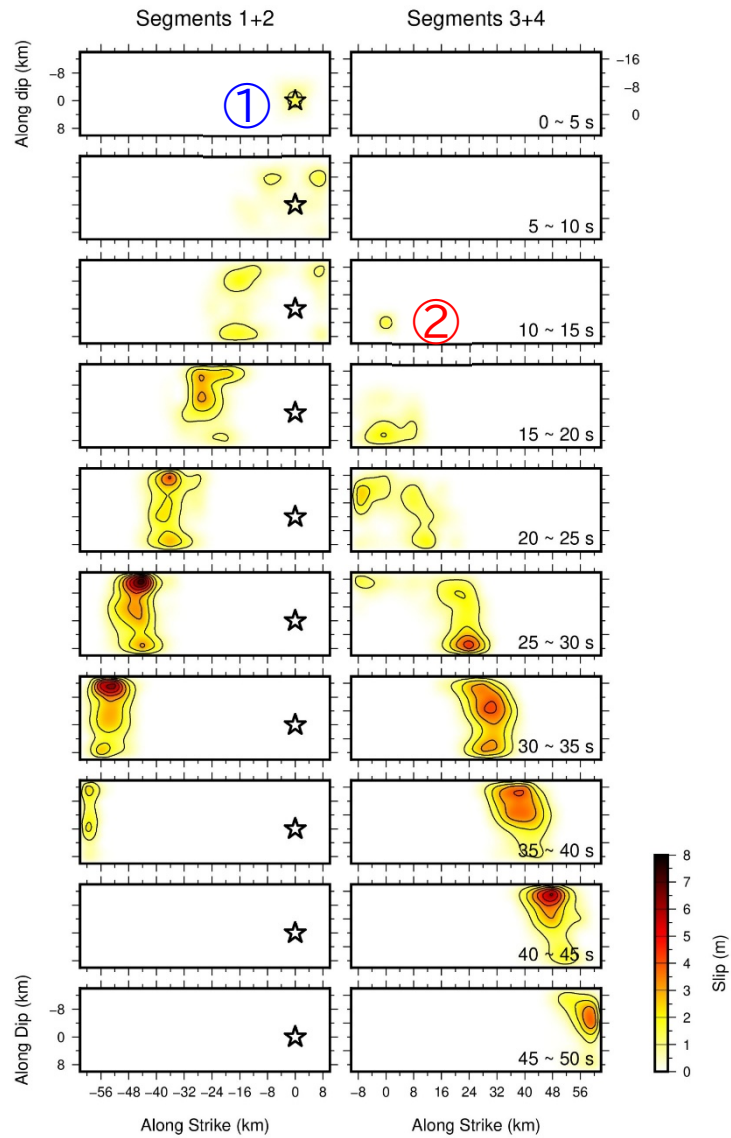 Segments 1+2 Segments 3+4
Along dip (km)
−8
0
8
−16
−8
0
①
0 ~ 5 s
5 ~ 10 s
②
10 ~ 15 s
15 ~ 20 s
20 ~ 25 s
25 ~ 30 s
30 ~ 35 s
35 ~ 40 s
40 ~ 45 s
Along Dip (km)
−8
0
8
45 ~ 50 s
−56 −48 −40 −32 −24 −16 −8 0 8
−8 0 8 16 24 32 40 48 56
Along Strike (km) Along Strike (km)
8
7
6
5
4
3
2
1
0
Slip (m)